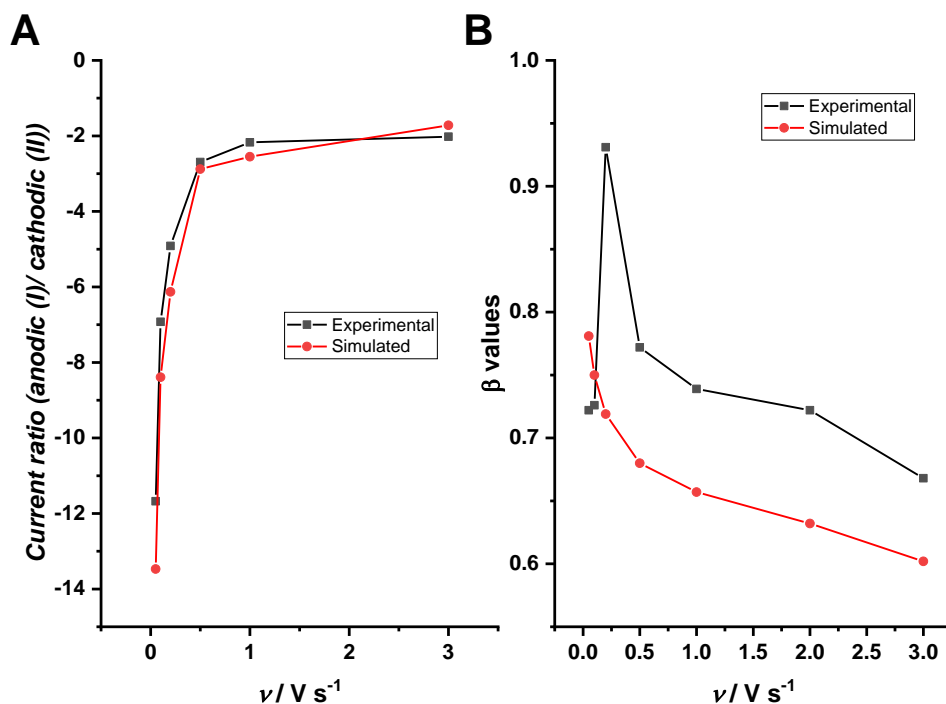 A
Current ratio (anodic (I)/ cathodic (II))
0
-2
-4
-6
-8
-10
-12
-14
Experimental
Simulated
0
1
2
3
ν / V s⁻¹
B
β values
1.0
0.9
0.8
0.7
0.6
Experimental
Simulated
0.0
0.5
1.0
1.5
2.0
2.5
3.0
ν / V s⁻¹